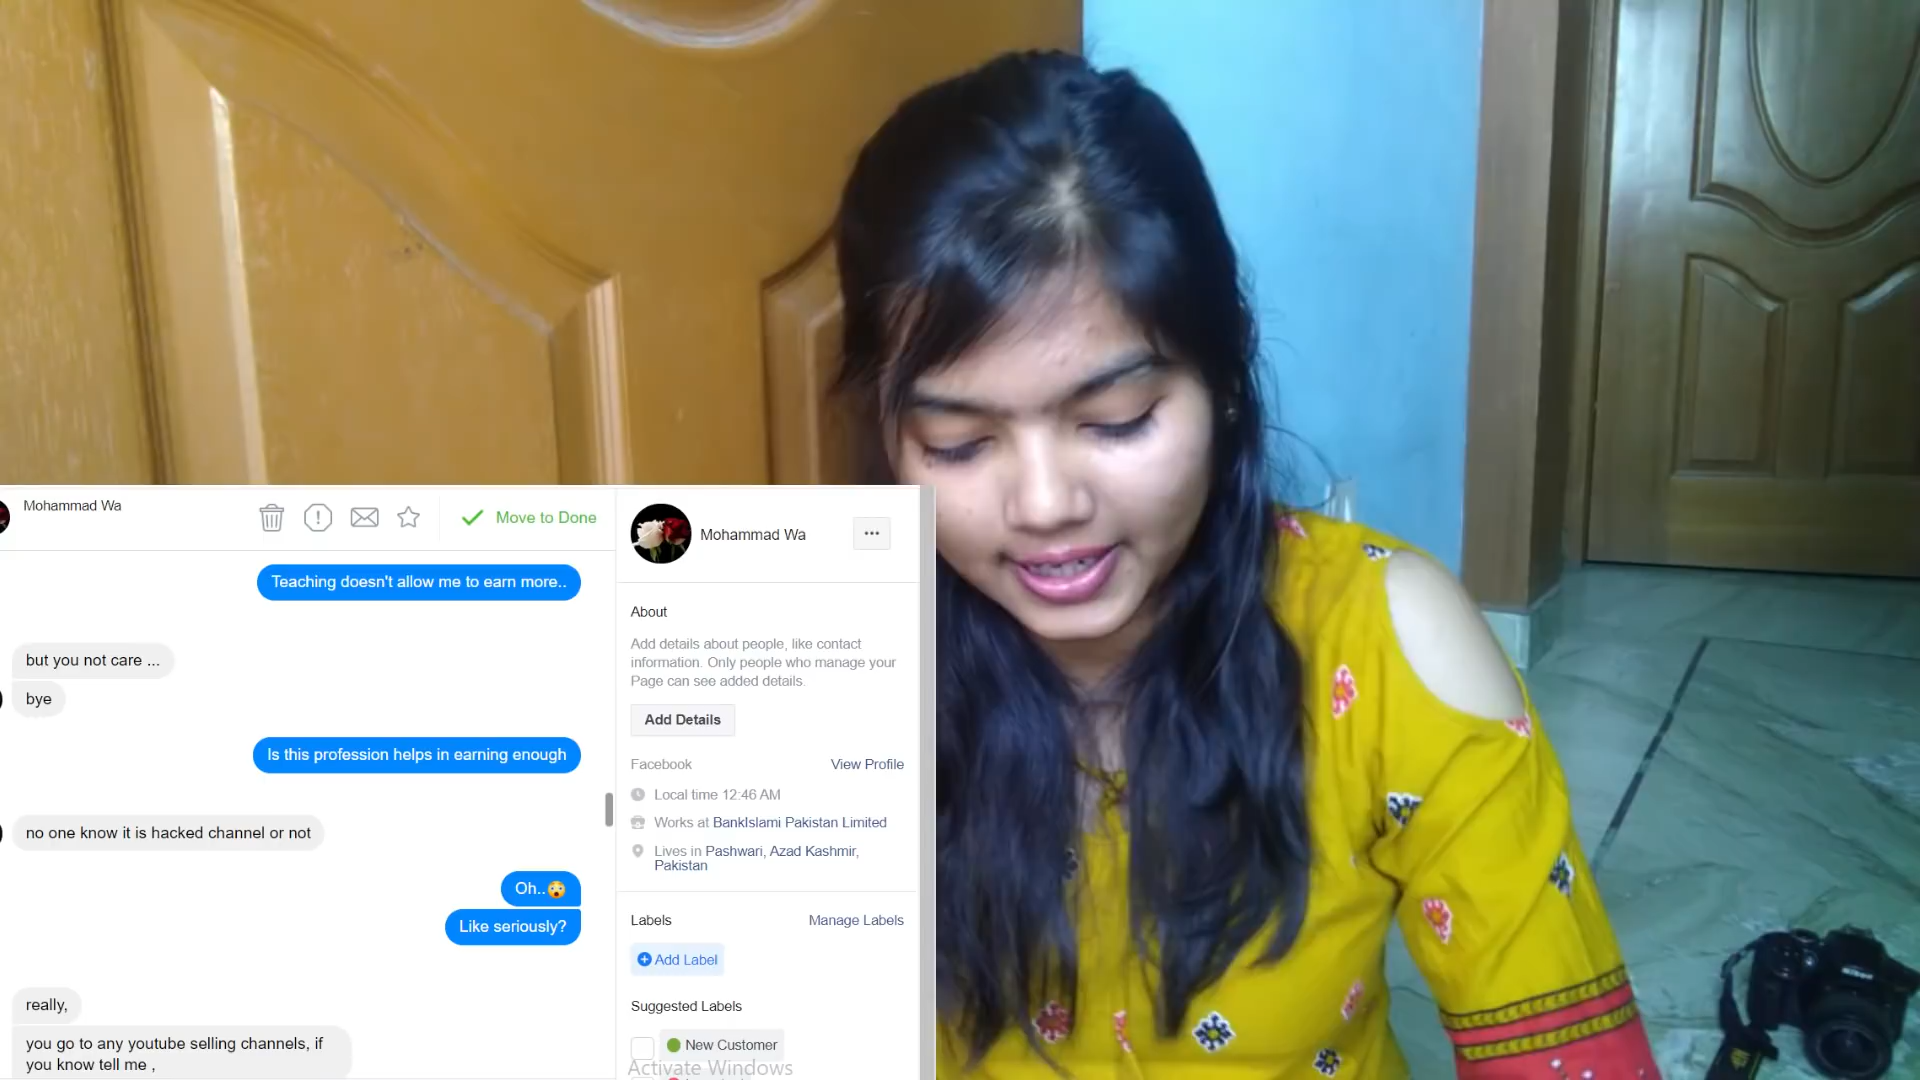 Mohammad Wa
Move to Done
Teaching doesn't allow me to earn more..
but you not care ...
bye
Is this profession helps in earning enough
no one know it is hacked channel or not
Oh..😲
Like seriously?
really,
you go to any youtube selling channels, if
you know tell me ,
Mohammad Wa
About
Add details about people, like contact
information. Only people who manage your
Page can see added details.
Add Details
Facebook View Profile
Local time 12:46 AM
Works at BankIslami Pakistan Limited
Lives in Pashwari, Azad Kashmir,
Pakistan
Labels Manage Labels
Add Label
Suggested Labels
New Customer
Activate Windows
Nikon